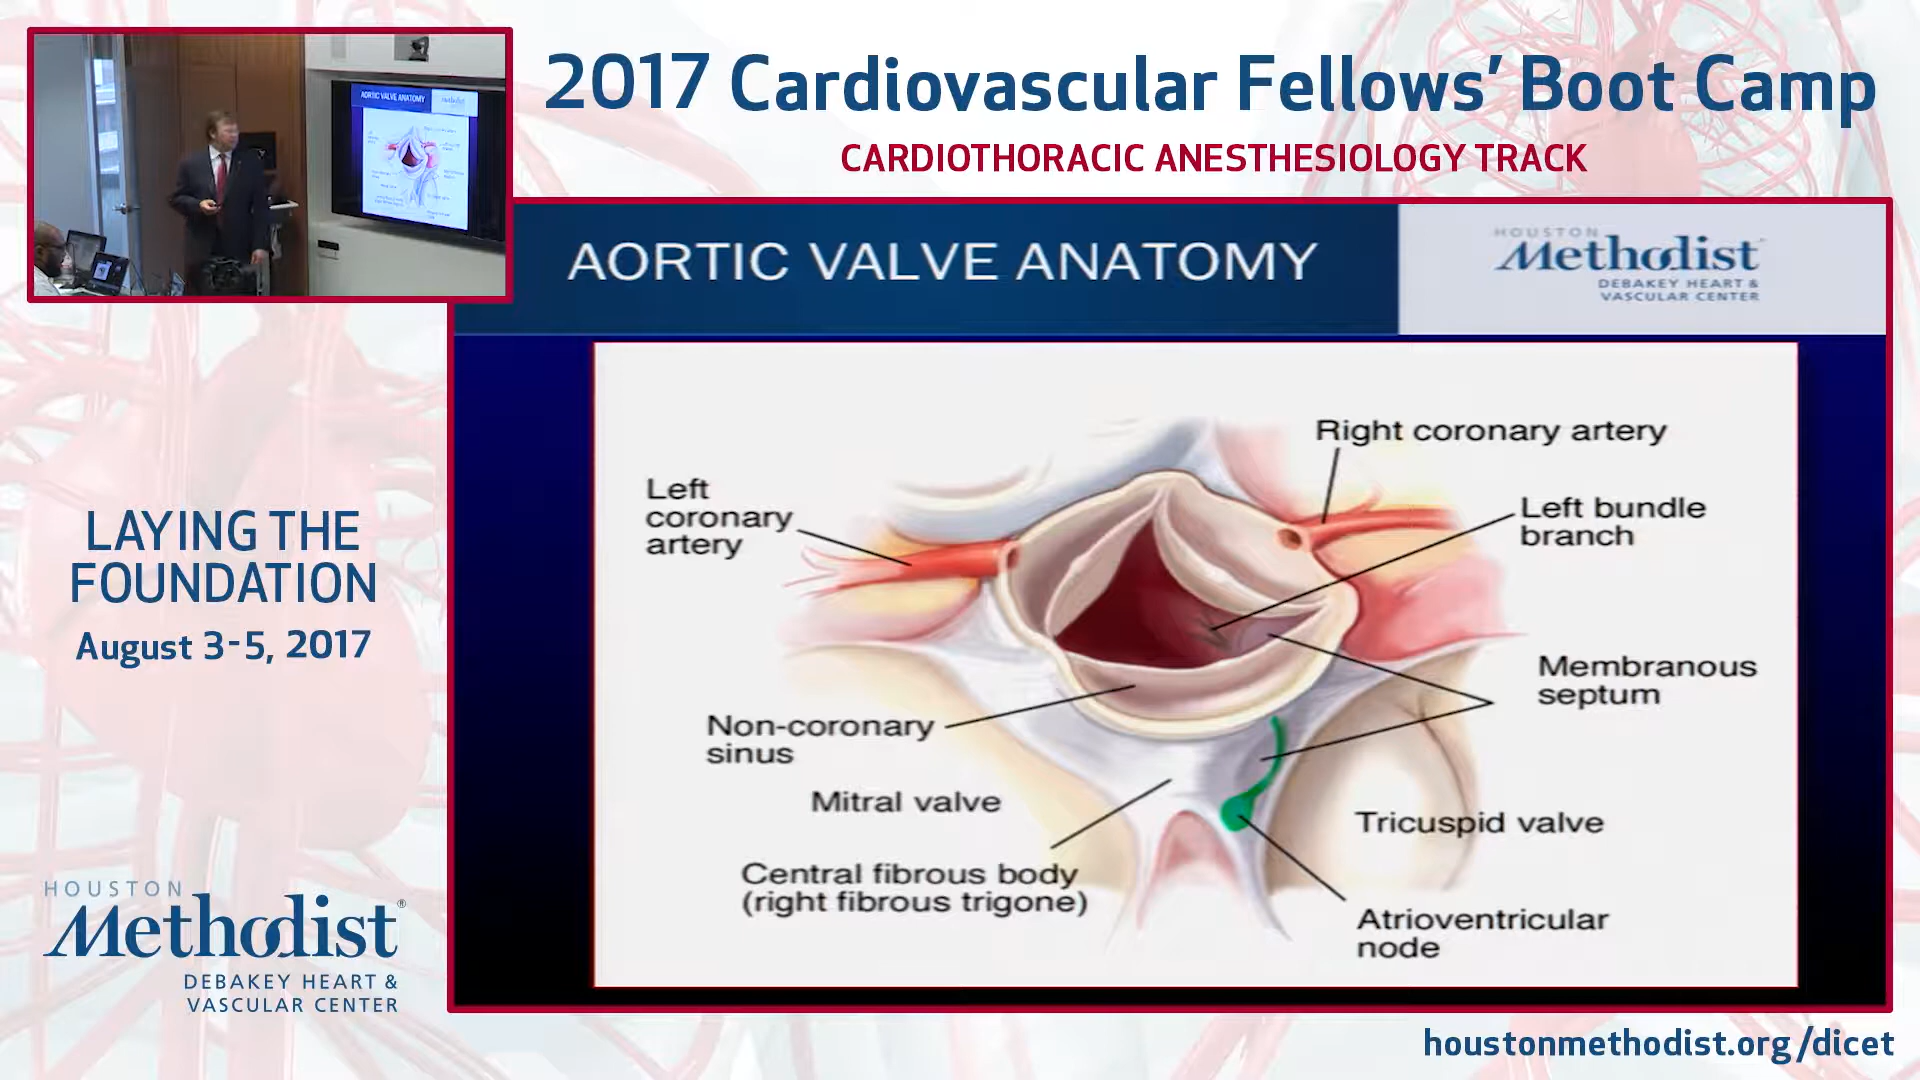 2017 Cardiovascular Fellows' Boot Camp
CARDIOTHORACIC ANESTHESIOLOGY TRACK
AORTIC VALVE ANATOMY
HOUSTON
Methodist
DEBAKEY HEART &
VASCULAR CENTER
AORTIC VALVE ANATOMY
Right coronary artery
Left
coronary
artery
Left bundle
branch
Membranous
septum
Non-coronary
sinus
Mitral valve
Tricuspid valve
Central fibrous body
(right fibrous trigone)
Atrioventricular
node
LAYING THE
FOUNDATION
August 3-5, 2017
HOUSTON
Methodist®
DEBAKEY HEART &
VASCULAR CENTER
houstonmethodist.org/dicet